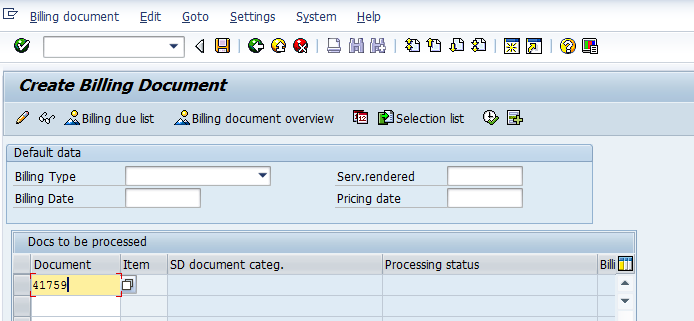 Billing document Edit Goto Settings System Help
Create Billing Document
Billing due list Billing document overview Selection list
Default data
Billing Type Serv.rendered
Billing Date Pricing date
Docs to be processed
Document Item SD document categ. Processing status Billi
41759